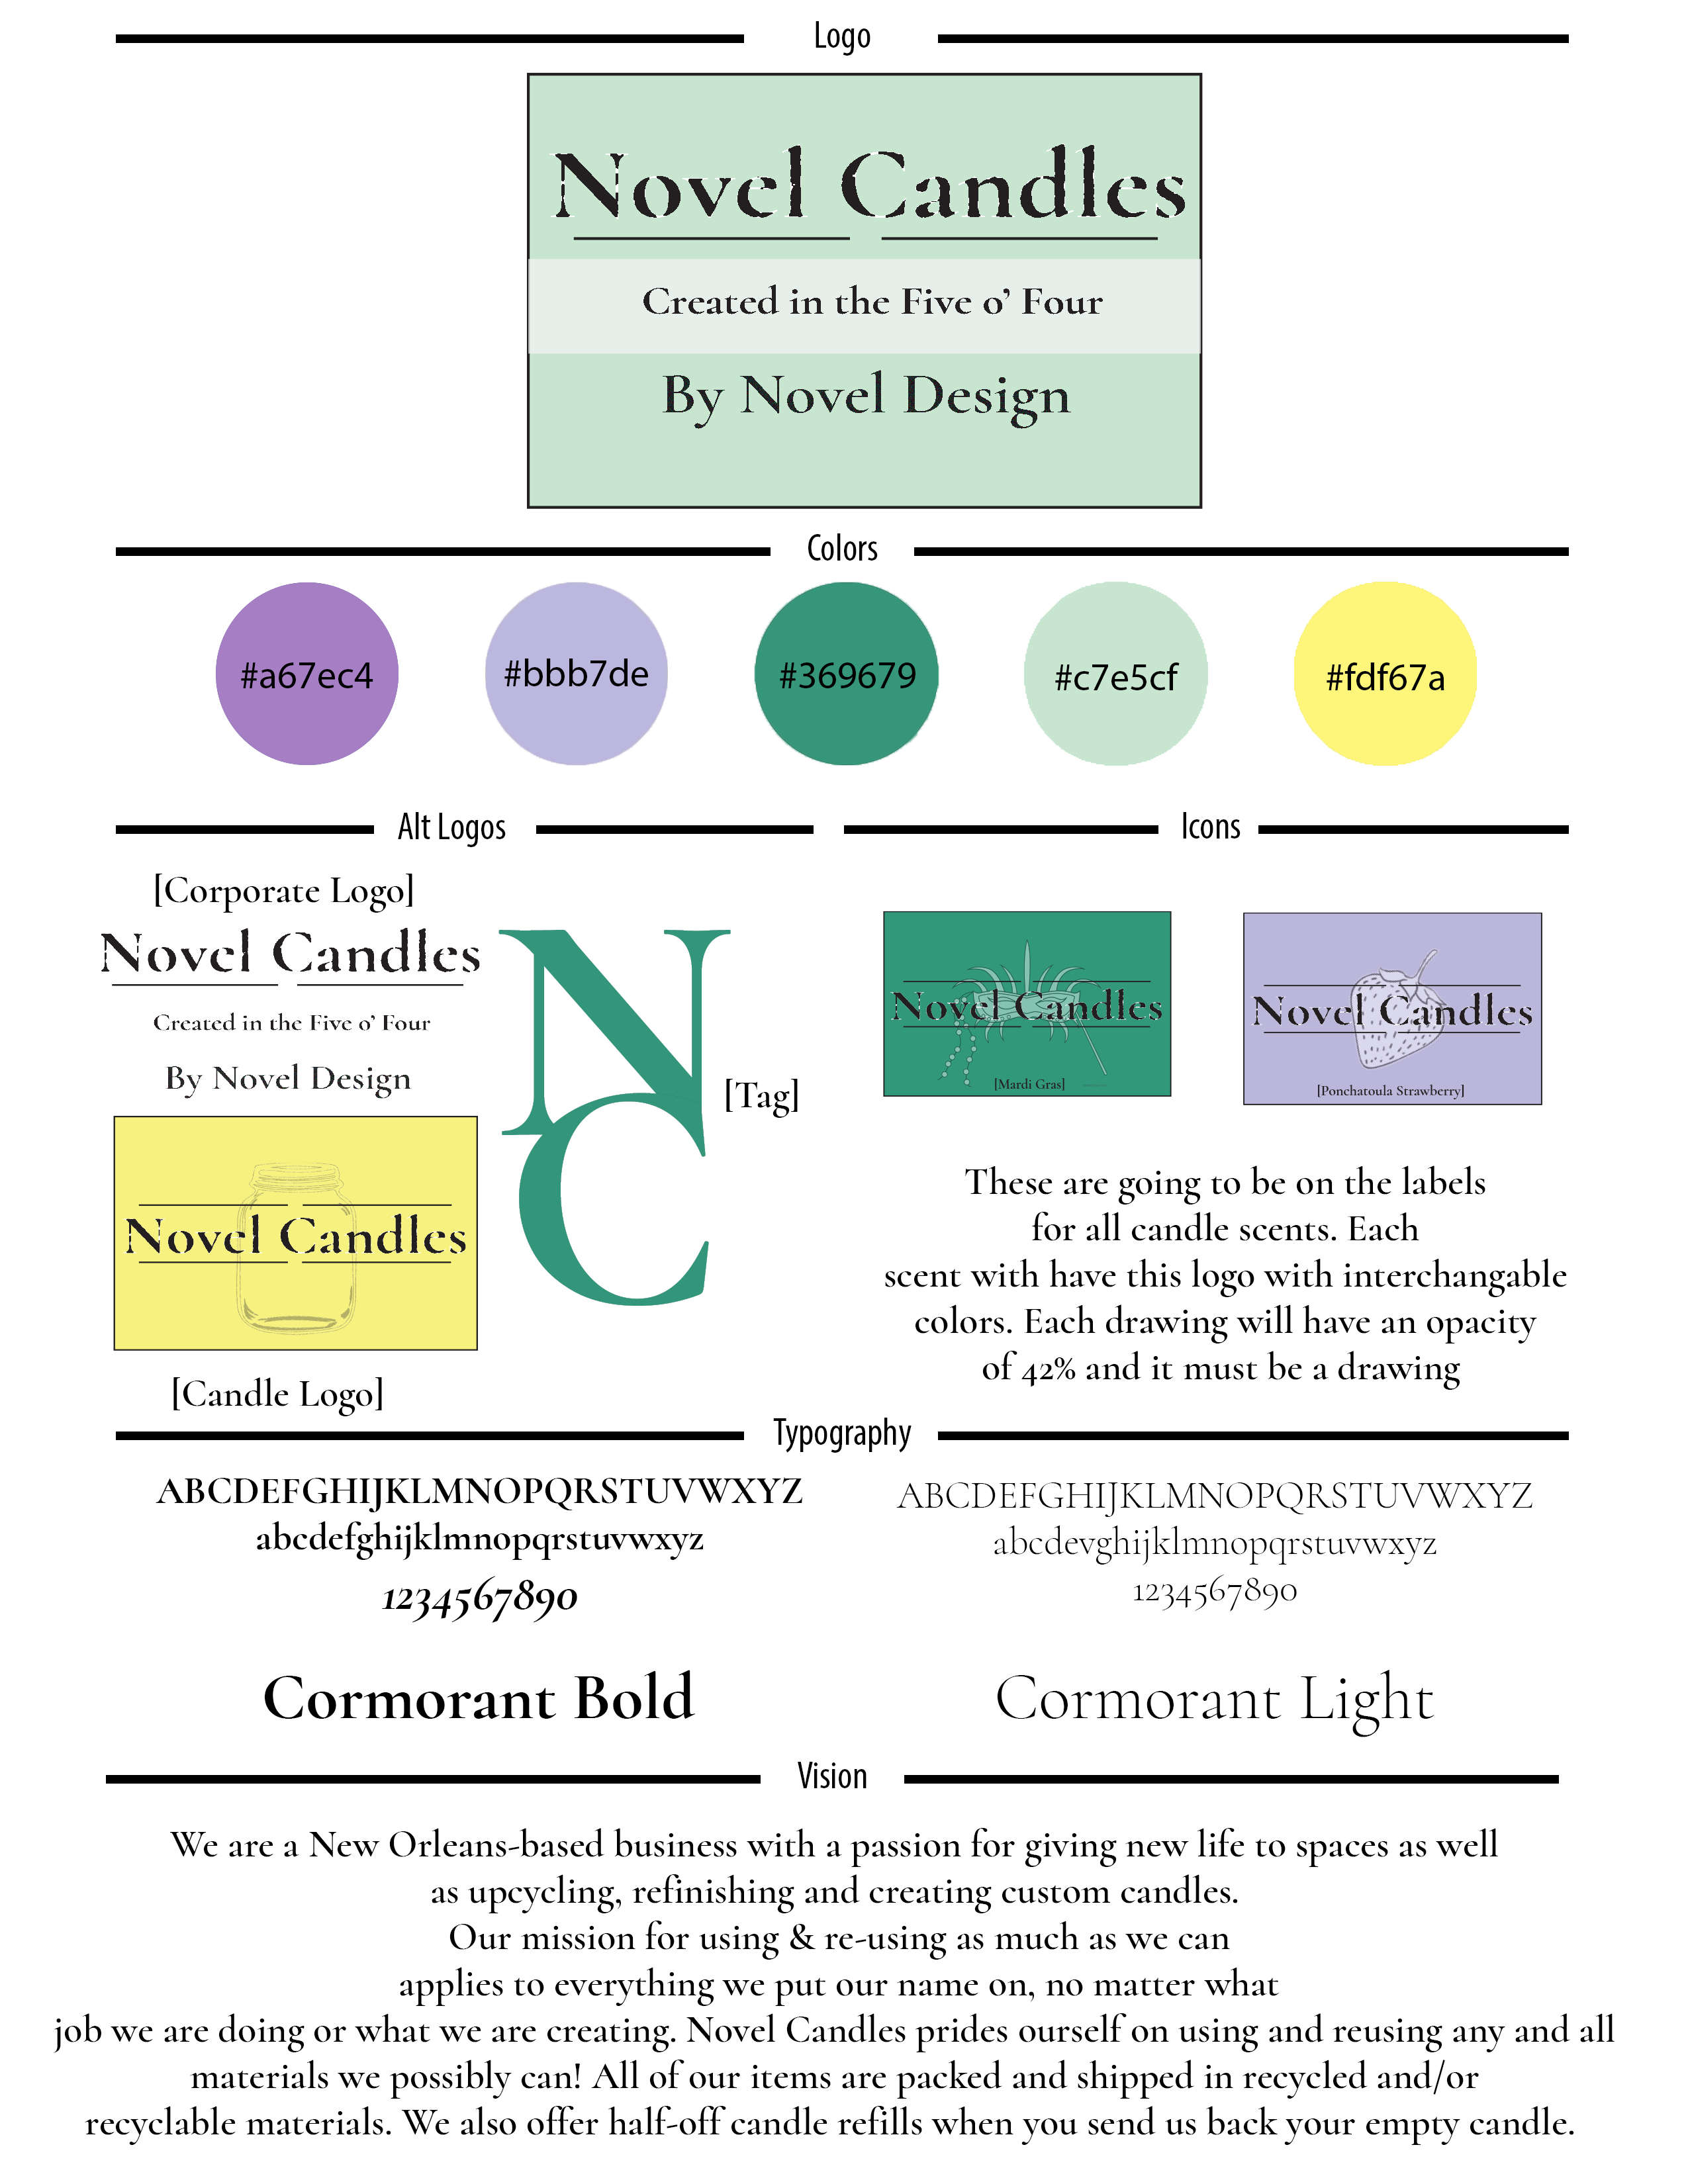 Logo
Novel Candles
Created in the Five o’ Four
By Novel Design
Colors
#a67ec4
#bbb7de
#369679
#c7e5cf
#fdf67a
Alt Logos
[Corporate Logo]
Novel Candles
Created in the Five o’ Four
By Novel Design
NC
[Tag]
Novel Candles
[Candle Logo]
Icons
Novel Candles
[Mardi Gras]
Novel Candles
[Ponchatoula Strawberry]
These are going to be on the labels
for all candle scents. Each
scent with have this logo with interchangable
colors. Each drawing will have an opacity
of 42% and it must be a drawing
Typography
ABCDEFGHIJKLMNOPQRSTUVWXYZ
abcdefghijklmnopqrstuvwxyz
1234567890
Cormorant Bold
ABCDEFGHIJKLMNOPQRSTUVWXYZ
abcdevghijklmnopqrstuvwxyz
1234567890
Cormorant Light
Vision
We are a New Orleans-based business with a passion for giving new life to spaces as well
as upcycling, refinishing and creating custom candles.
Our mission for using & re-using as much as we can
applies to everything we put our name on, no matter what
job we are doing or what we are creating. Novel Candles prides ourself on using and reusing any and all
materials we possibly can! All of our items are packed and shipped in recycled and/or
recyclable materials. We also offer half-off candle refills when you send us back your empty candle.